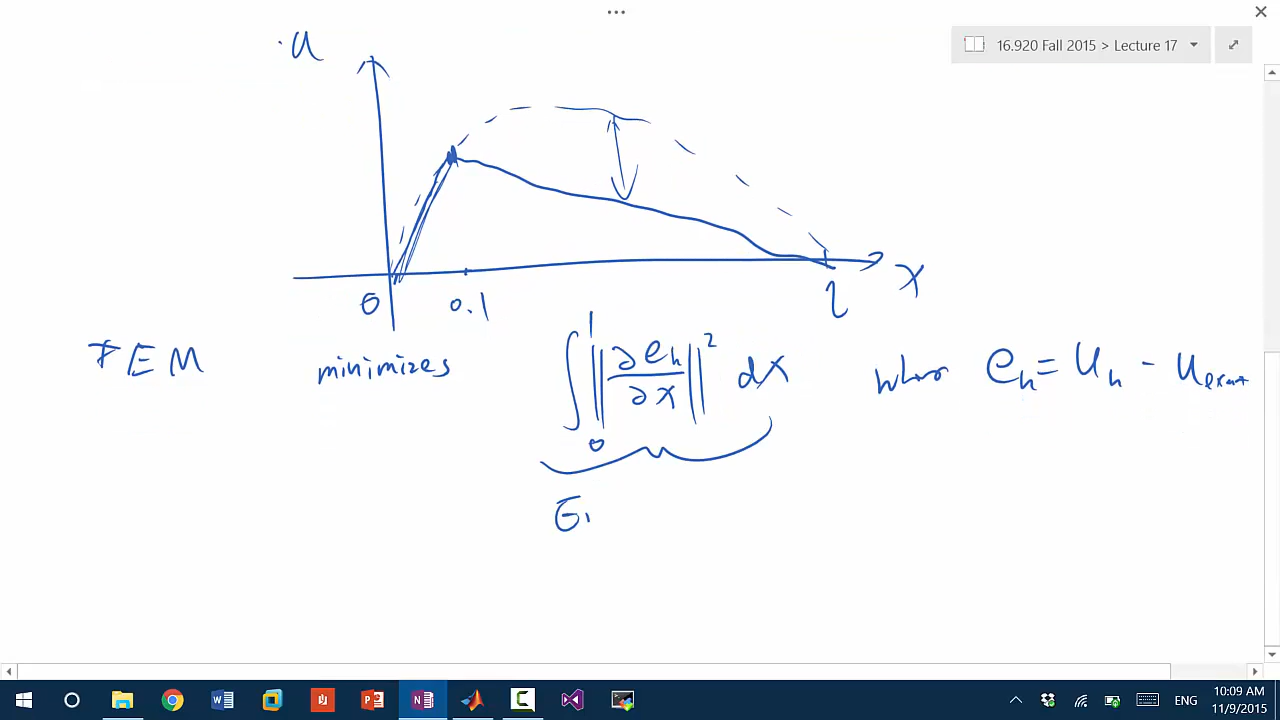 ...
u
16.920 Fall 2015 > Lecture 17
0 0.1 1 x
FEM minimizes ∫₀¹ ‖∂eₕ/∂x‖² dx where eₕ = uₕ - u_exact
ENG
10:09 AM
11/9/2015